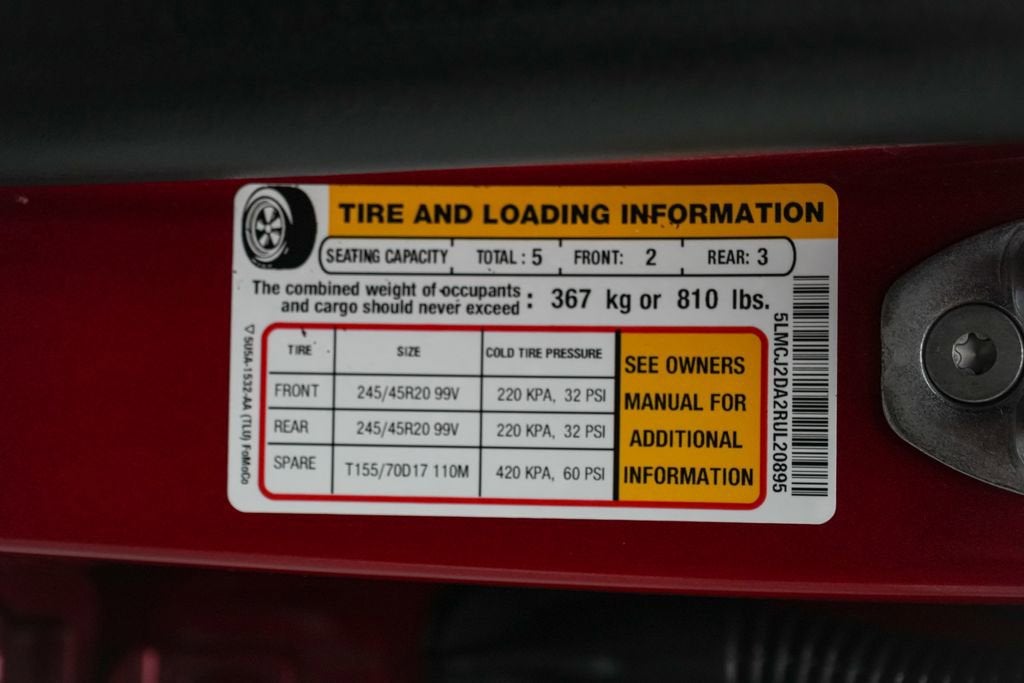 TIRE AND LOADING INFORMATION
SEATING CAPACITY TOTAL : 5 FRONT: 2 REAR: 3
The combined weight of occupants
and cargo should never exceed : 367 kg or 810 lbs.
TIRE SIZE COLD TIRE PRESSURE
FRONT 245/45R20 99V 220 KPA, 32 PSI
REAR 245/45R20 99V 220 KPA, 32 PSI
SPARE T155/70D17 110M 420 KPA, 60 PSI
SEE OWNERS
MANUAL FOR
ADDITIONAL
INFORMATION
5LMCJ2DA2RUL20895
▽ 5U5A-1532-AA (TLU) FoMoCo